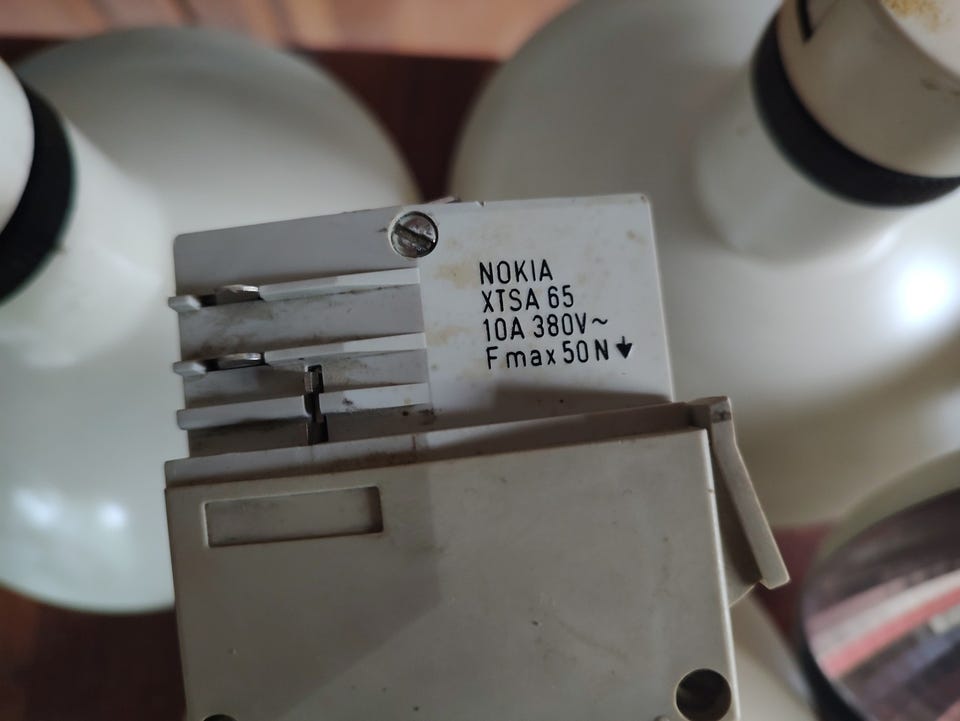 NOKIA
XTSA 65
10A 380V~
Fmax 50N